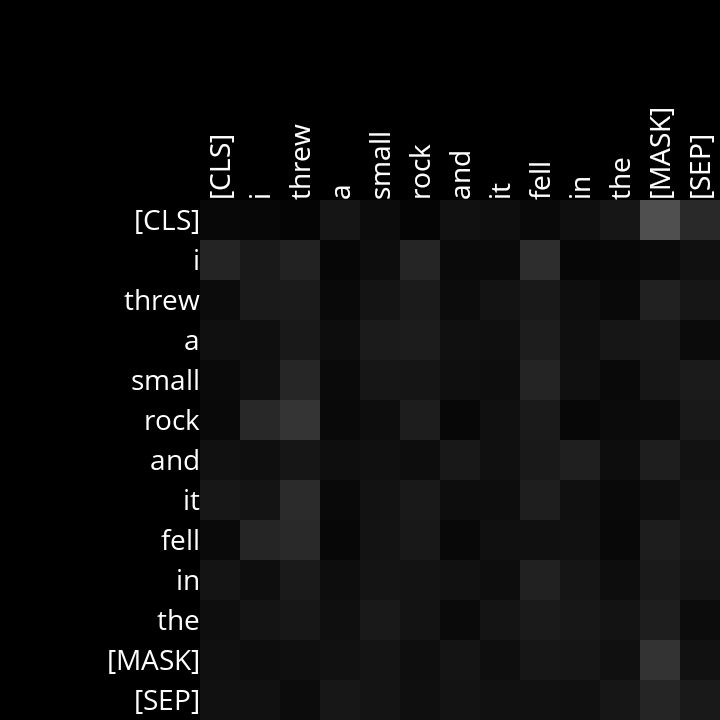 [CLS] i threw a small rock and it fell in the [MASK] [SEP]
[CLS]
i
threw
a
small
rock
and
it
fell
in
the
[MASK]
[SEP]